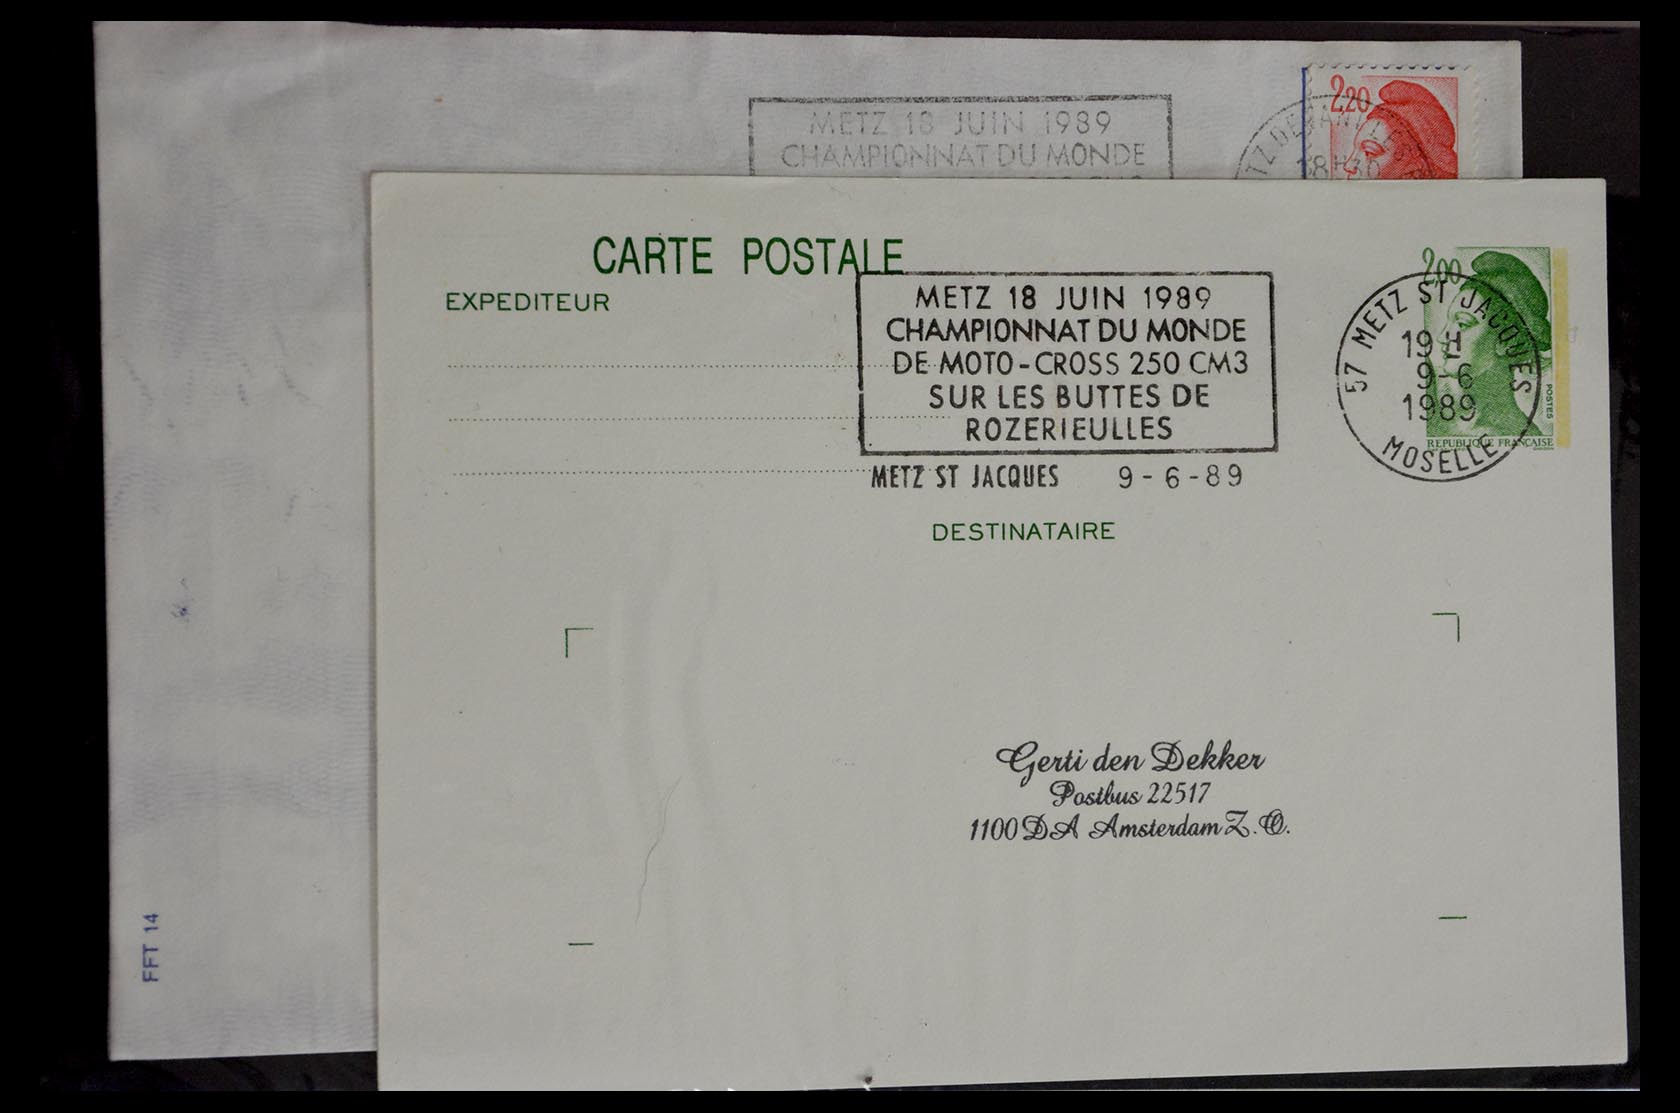 METZ 18 JUIN 1989
CHAMPIONNAT DU MONDE
2,20
18H30
FFT 14
CARTE POSTALE
EXPEDITEUR
METZ 18 JUIN 1989
CHAMPIONNAT DU MONDE
DE MOTO-CROSS 250 CM3
SUR LES BUTTES DE
ROZERIEULLES
METZ ST JACQUES 9-6-89
2,00
57 METZ ST JACQUES
19H
9-6
1989
MOSELLE
POSTES
REPUBLIQUE FRANÇAISE
DESTINATAIRE
Gerti den Dekker
Postbus 22517
1100 DA Amsterdam Z.O.